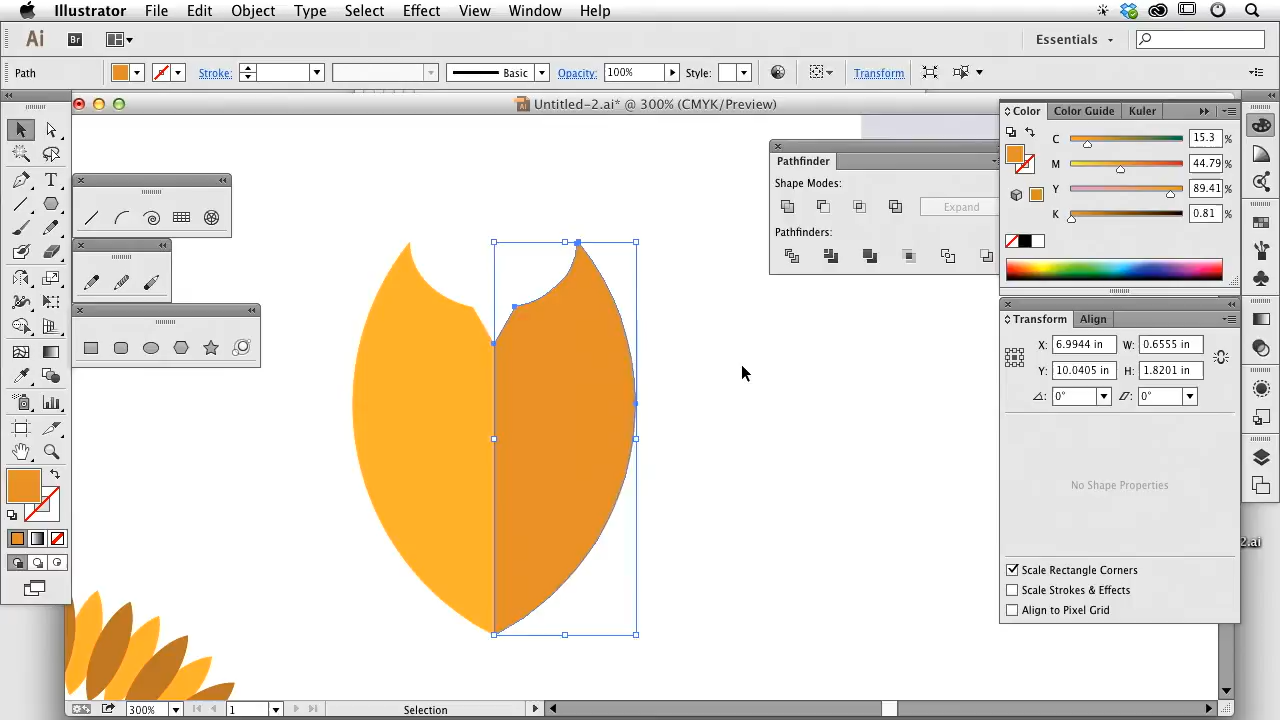 Illustrator File Edit Object Type Select Effect View Window Help
Ai Br Essentials
Path Stroke: Basic Opacity: 100% Style: Transform
Untitled-2.ai* @ 300% (CMYK/Preview)
Color Color Guide Kuler
C 15.3 %
M 44.79 %
Y 89.41 %
K 0.81 %
Pathfinder
Shape Modes:
Expand
Pathfinders:
Transform Align
X: 6.9944 in W: 0.6555 in
Y: 10.0405 in H: 1.8201 in
0° 0°
No Shape Properties
Scale Rectangle Corners
Scale Strokes & Effects
Align to Pixel Grid
2.ai
300% 1 Selection